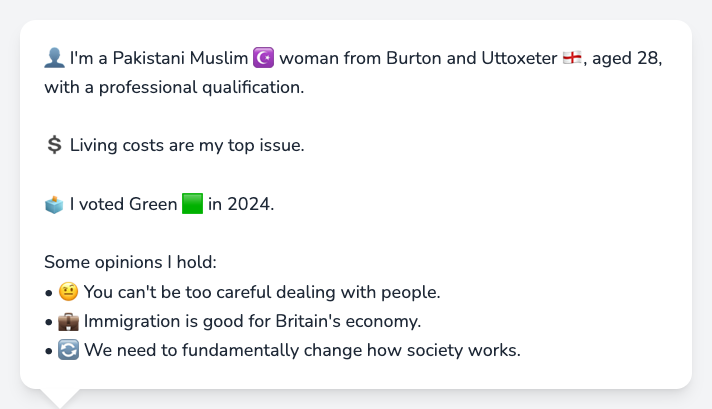 👤 I'm a Pakistani Muslim ☪️ woman from Burton and Uttoxeter 🏴󠁧󠁢󠁥󠁮󠁧󠁿, aged 28,
with a professional qualification.
💲 Living costs are my top issue.
🗳️ I voted Green 🟩 in 2024.
Some opinions I hold:
• 🤨 You can't be too careful dealing with people.
• 💼 Immigration is good for Britain's economy.
• 🔄 We need to fundamentally change how society works.